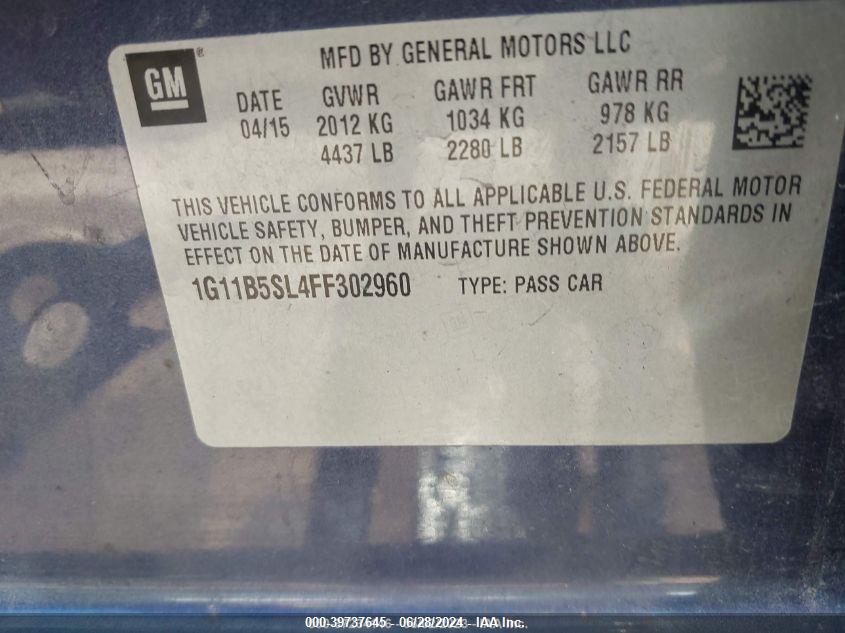 GM ®
MFD BY GENERAL MOTORS LLC
DATE GVWR GAWR FRT GAWR RR
04/15 2012 KG 1034 KG 978 KG
4437 LB 2280 LB 2157 LB
THIS VEHICLE CONFORMS TO ALL APPLICABLE U.S. FEDERAL MOTOR
VEHICLE SAFETY, BUMPER, AND THEFT PREVENTION STANDARDS IN
EFFECT ON THE DATE OF MANUFACTURE SHOWN ABOVE.
1G11B5SL4FF302960 TYPE: PASS CAR
GM
000-39737645 - 06/28/2024 - IAA Inc.